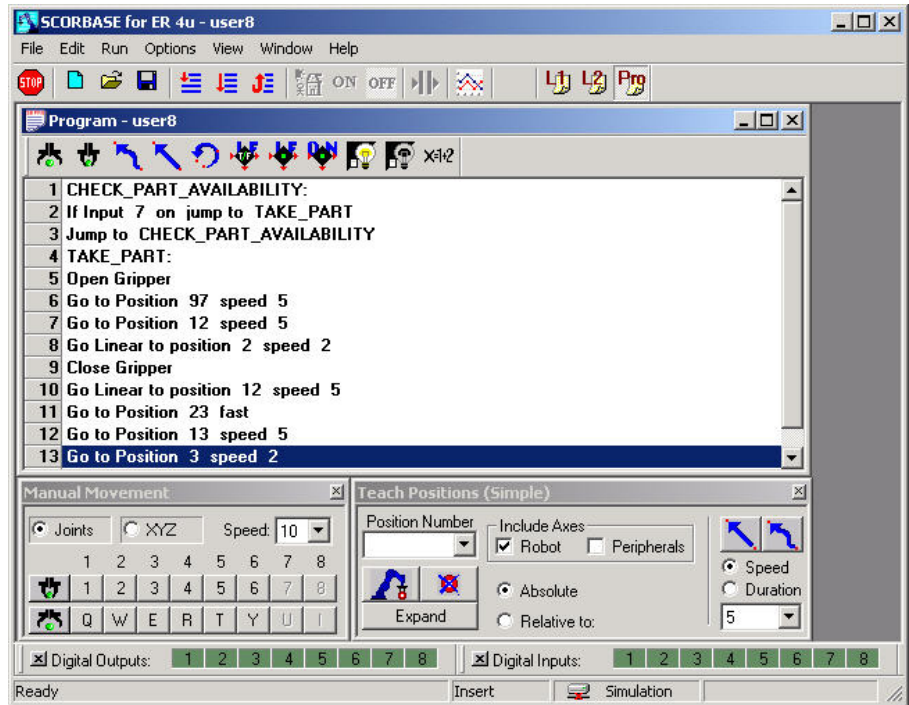 SCORBASE for ER 4u - user8
File Edit Run Options View Window Help
STOP ON OFF L1 L2 Prg
Program - user8
T/F IF IF ON X=1+2
1 CHECK_PART_AVAILABILITY:
2 If Input 7 on jump to TAKE_PART
3 Jump to CHECK_PART_AVAILABILITY
4 TAKE_PART:
5 Open Gripper
6 Go to Position 97 speed 5
7 Go to Position 12 speed 5
8 Go Linear to position 2 speed 2
9 Close Gripper
10 Go Linear to position 12 speed 5
11 Go to Position 23 fast
12 Go to Position 13 speed 5
13 Go to Position 3 speed 2
Manual Movement
Joints XYZ Speed: 10
1 2 3 4 5 6 7 8
1 2 3 4 5 6 7 8
Q W E R T Y U I
Teach Positions (Simple)
Position Number
Include Axes
Robot Peripherals
Expand
Absolute
Relative to:
Speed
Duration
5
Digital Outputs: 1 2 3 4 5 6 7 8
Digital Inputs: 1 2 3 4 5 6 7 8
Ready Insert Simulation